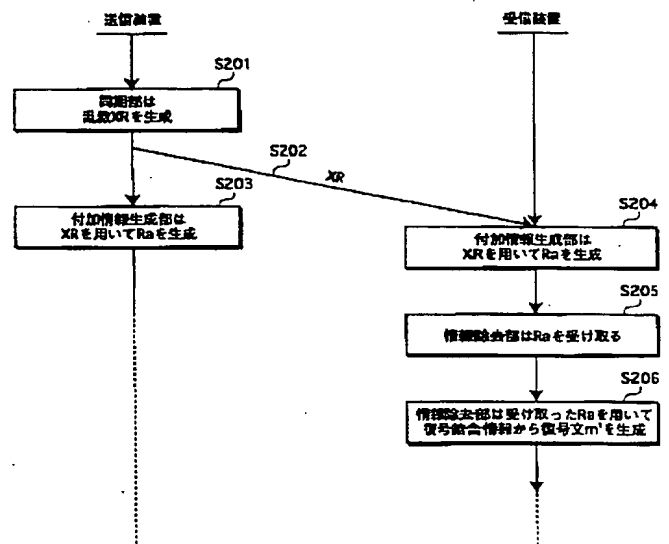 送信装置
受信装置
S201
同期部は
乱数XRを生成
S202
XR
S203
付加情報生成部は
XRを用いてRaを生成
S204
付加情報生成部は
XRを用いてRaを生成
S205
情報除去部はRaを受け取る
S206
情報除去部は受け取ったRaを用いて
復号結合情報から復号文m'を生成